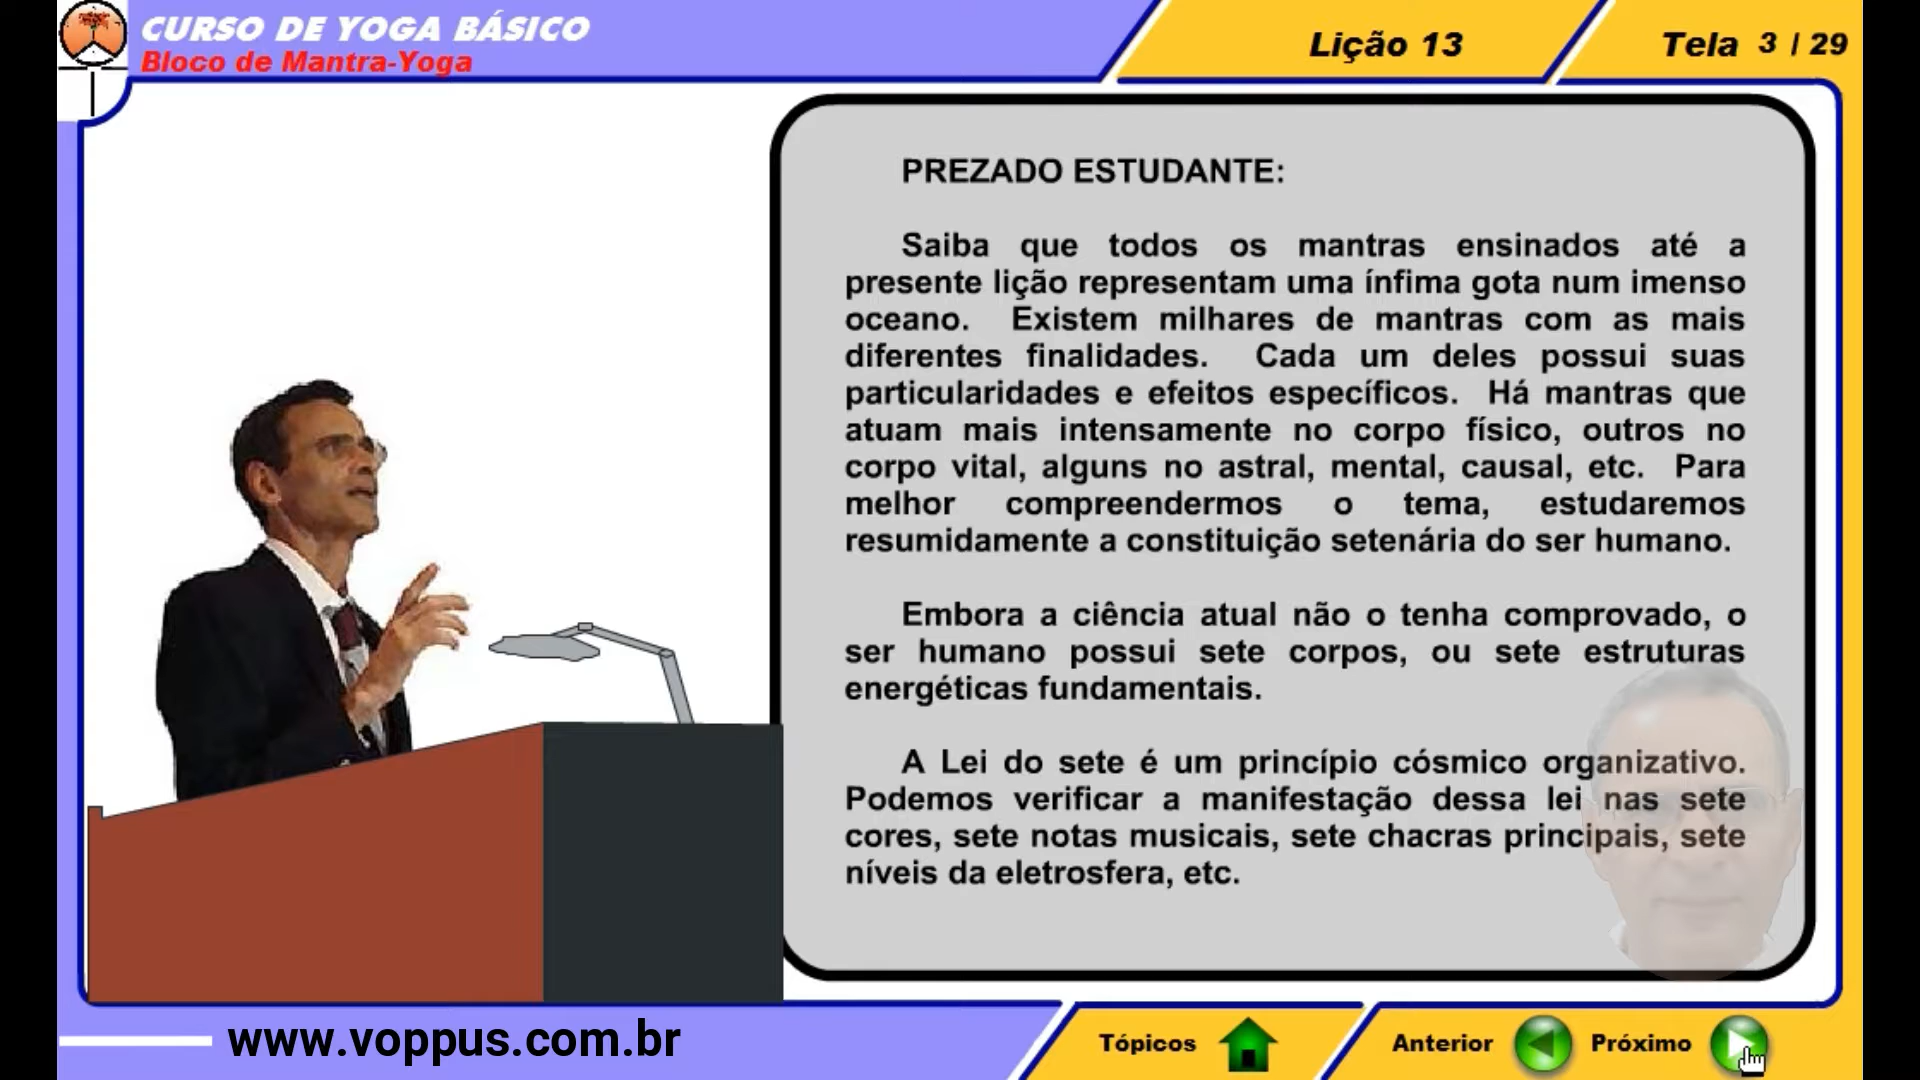 CURSO DE YOGA BÁSICO
Bloco de Mantra-Yoga
Lição 13
Tela 3 / 29
PREZADO ESTUDANTE:
Saiba que todos os mantras ensinados até a
presente lição representam uma ínfima gota num imenso
oceano. Existem milhares de mantras com as mais
diferentes finalidades. Cada um deles possui suas
particularidades e efeitos específicos. Há mantras que
atuam mais intensamente no corpo físico, outros no
corpo vital, alguns no astral, mental, causal, etc. Para
melhor compreendermos o tema, estudaremos
resumidamente a constituição setenária do ser humano.
Embora a ciência atual não o tenha comprovado, o
ser humano possui sete corpos, ou sete estruturas
energéticas fundamentais.
A Lei do sete é um princípio cósmico organizativo.
Podemos verificar a manifestação dessa lei nas sete
cores, sete notas musicais, sete chacras principais, sete
níveis da eletrosfera, etc.
www.voppus.com.br
Tópicos
Anterior
Próximo